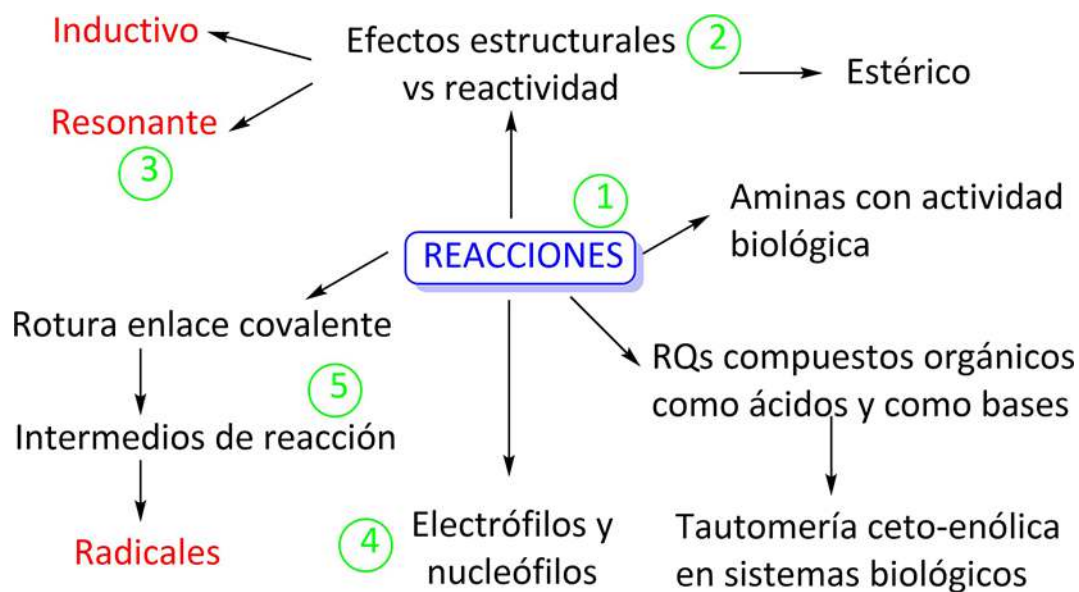 Inductivo
Efectos estructurales
vs reactividad
2
Estérico
Resonante
3
1
REACCIONES
Aminas con actividad
biológica
Rotura enlace covalente
5
Intermedios de reacción
Radicales
RQs compuestos orgánicos
como ácidos y como bases
4
Electrófilos y
nucleófilos
Tautomería ceto-enólica
en sistemas biológicos